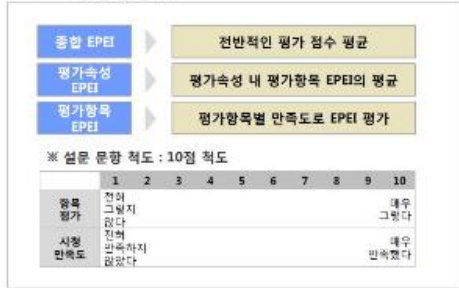 종합 EPEI
전반적인 평가 점수 평균
평가속성
EPEI
평가속성 내 평가항목 EPEI의 평균
평가항목
EPEI
평가항목별 만족도로 EPEI 평가
※ 설문 문항 척도 : 10점 척도
1 2 3 4 5 6 7 8 9 10
항목
평가
전혀
그렇지
않다
매우
그렇다
시청
만족도
전혀
만족하지
않았다
매우
만족했다